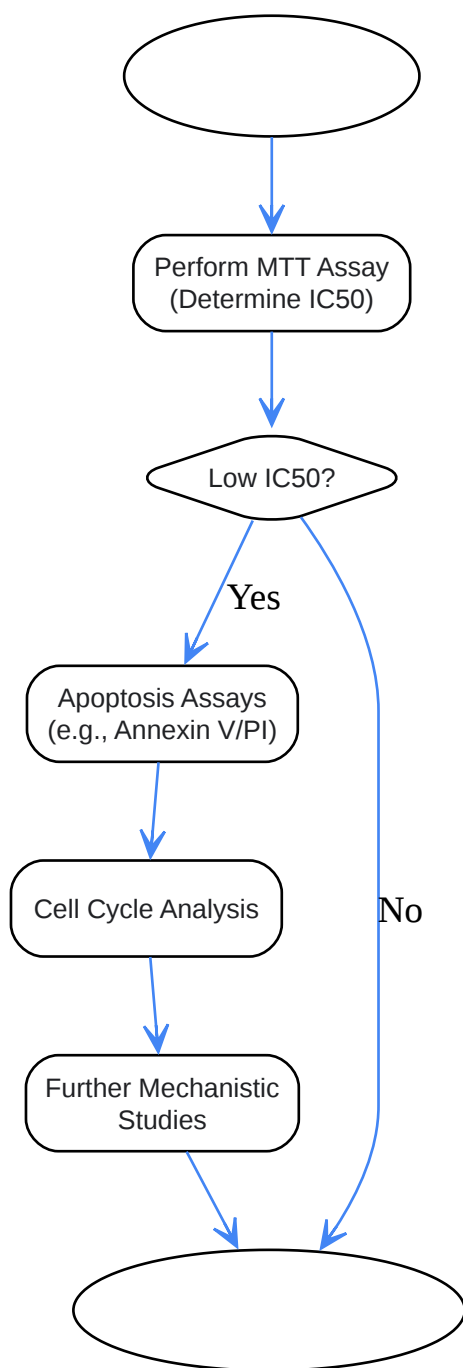 Perform MTT Assay
(Determine IC50)
Low IC50?
Yes
Apoptosis Assays
(e.g., Annexin V/PI)
Cell Cycle Analysis
No
Further Mechanistic
Studies